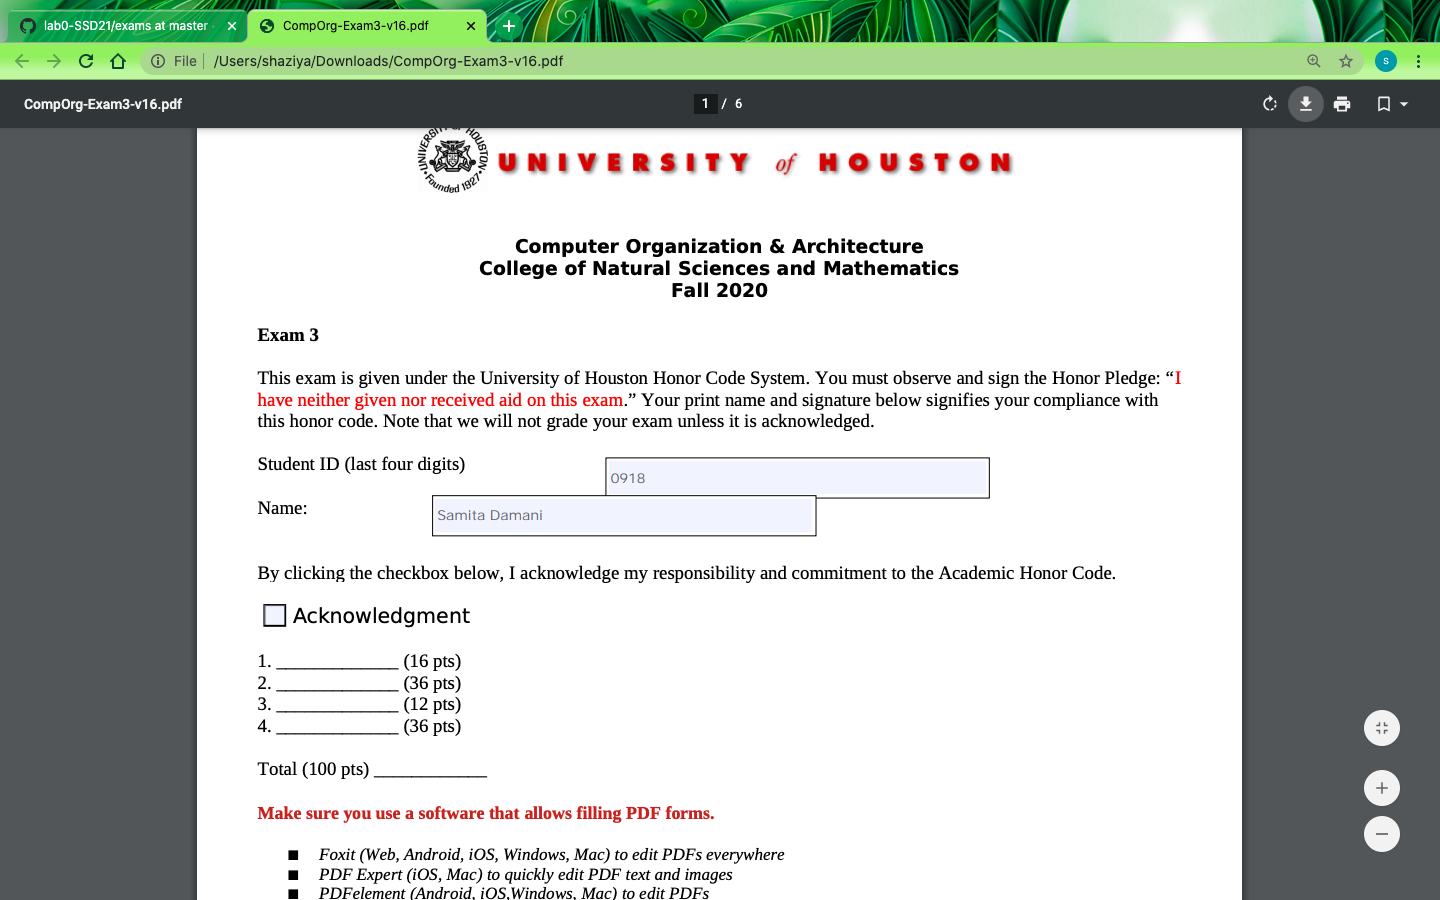 lab0-SSD21/exams at master
CompOrg-Exam3-v16.pdf
File
/Users/shaziya/Downloads/CompOrg-Exam3-v16.pdf
S
CompOrg-Exam3-v16.pdf
1 / 6
UNIVERSITY OF HOUSTON
Founded 1927
UNIVERSITY of HOUSTON
Computer Organization & Architecture
College of Natural Sciences and Mathematics
Fall 2020
Exam 3
This exam is given under the University of Houston Honor Code System. You must observe and sign the Honor Pledge: “I
have neither given nor received aid on this exam.” Your print name and signature below signifies your compliance with
this honor code. Note that we will not grade your exam unless it is acknowledged.
Student ID (last four digits)
0918
Name:
Samita Damani
By clicking the checkbox below, I acknowledge my responsibility and commitment to the Academic Honor Code.
Acknowledgment
1. _____________ (16 pts)
2. _____________ (36 pts)
3. _____________ (12 pts)
4. _____________ (36 pts)
Total (100 pts) ____________
Make sure you use a software that allows filling PDF forms.
■ Foxit (Web, Android, iOS, Windows, Mac) to edit PDFs everywhere
■ PDF Expert (iOS, Mac) to quickly edit PDF text and images
■ PDFelement (Android, iOS,Windows, Mac) to edit PDFs